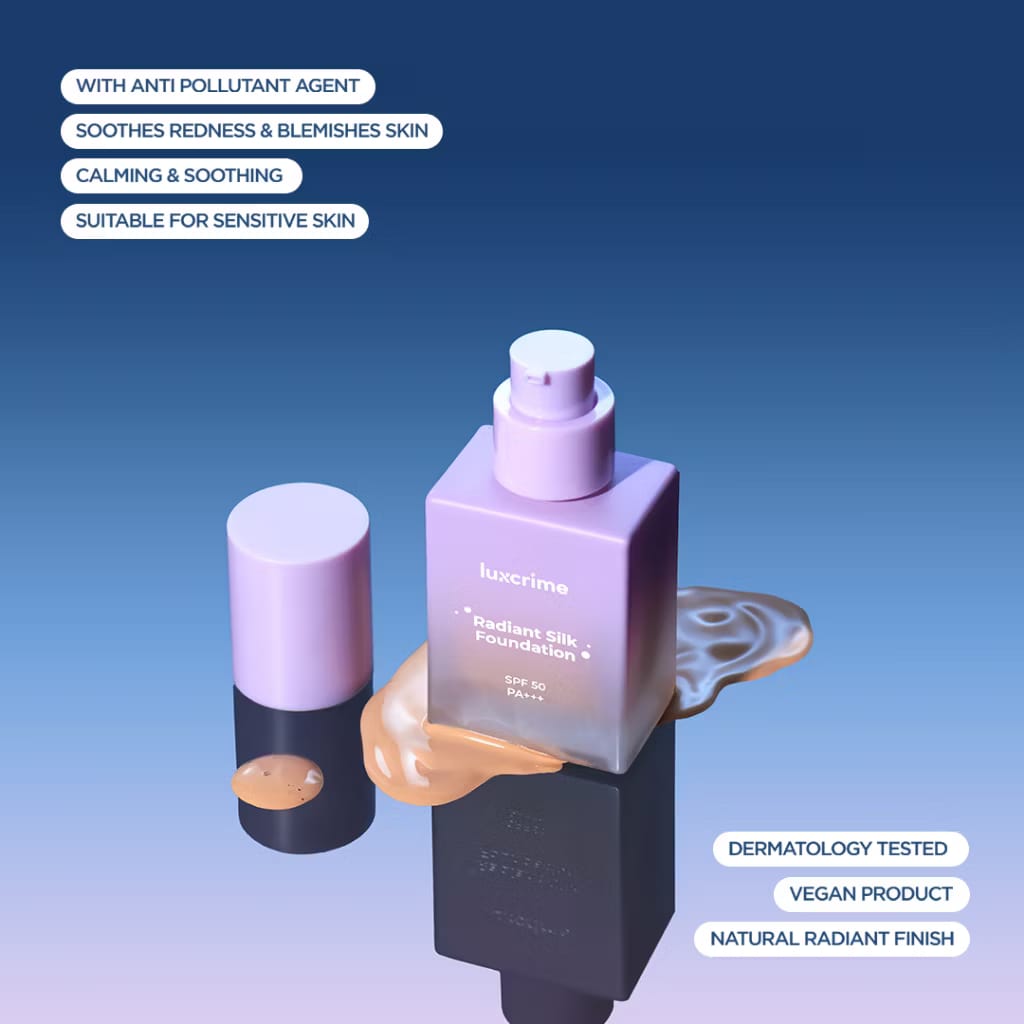 WITH ANTI POLLUTANT AGENT
SOOTHES REDNESS & BLEMISHES SKIN
CALMING & SOOTHING
SUITABLE FOR SENSITIVE SKIN
luxcrime
Radiant Silk
Foundation
SPF 50
PA+++
DERMATOLOGY TESTED
VEGAN PRODUCT
NATURAL RADIANT FINISH